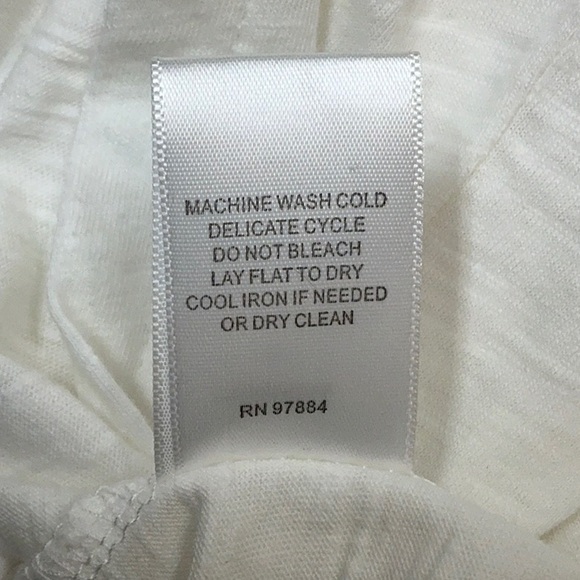 MACHINE WASH COLD
DELICATE CYCLE
DO NOT BLEACH
LAY FLAT TO DRY
COOL IRON IF NEEDED
OR DRY CLEAN
RN 97884